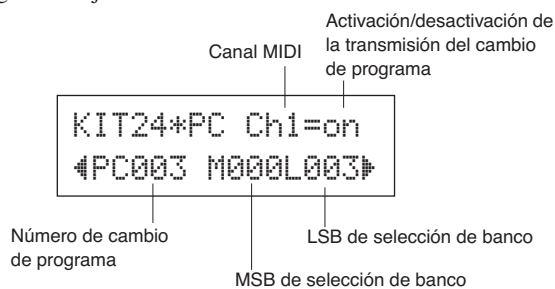 Activación/desactivación de
la transmisión del cambio
de programa
Canal MIDI
KIT24*PC Ch1=on
PC003 M000L003
Número de cambio
de programa
LSB de selección de banco
MSB de selección de banco